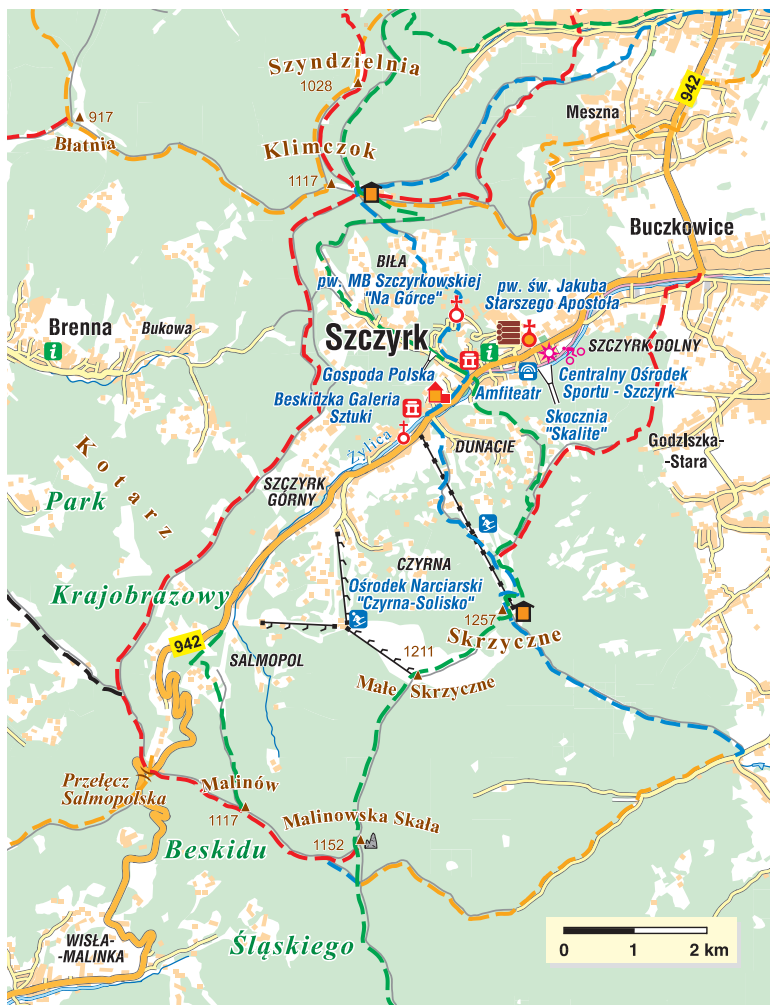 Szyndzielnia
1028
942
917
Błatnia
Meszna
Klimczok
1117
Buczkowice
BIŁA
pw. MB Szczyrkowskiej
"Na Górce"
pw. św. Jakuba
Starszego Apostoła
Brenna
Bukowa
i
Szczyrk
i
SZCZYRK DOLNY
Gospoda Polska
Centralny Ośrodek
Sportu - Szczyrk
Beskidzka Galeria
Sztuki
Amfiteatr
Skocznia
"Skalite"
Żylica
DUNACIE
Godziszka-
-Stara
Kotarz
SZCZYRK
GÓRNY
Park
CZYRNA
Ośrodek Narciarski
"Czyrna-Solisko"
Krajobrazowy
1257
Skrzyczne
942
SALMOPOL
1211
Małe Skrzyczne
Przełęcz
Salmopolska
Malinów
1117
Malinowska Skała
1152
Beskidu
WISŁA-
-MALINKA
Śląskiego
0 1 2 km